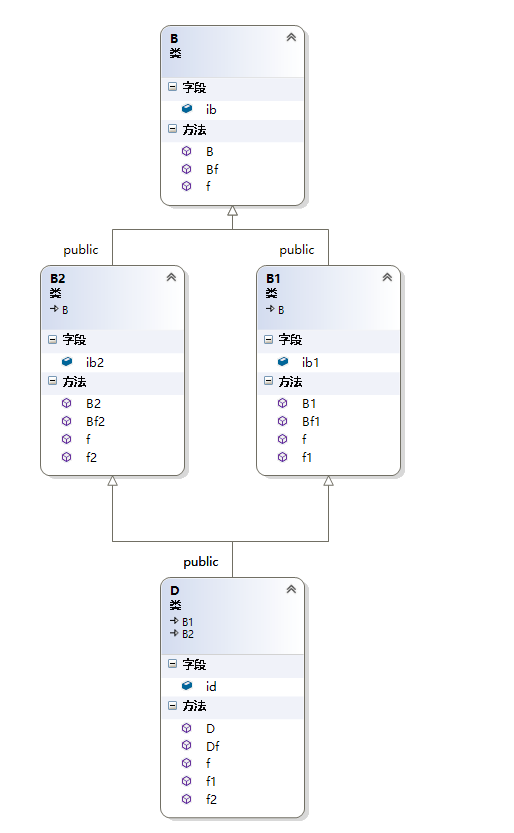 B
类
字段
ib
方法
B
Bf
f
public
public
B2
类
B
字段
ib2
方法
B2
Bf2
f
f2
B1
类
B
字段
ib1
方法
B1
Bf1
f
f1
public
D
类
B1
B2
字段
id
方法
D
Df
f
f1
f2